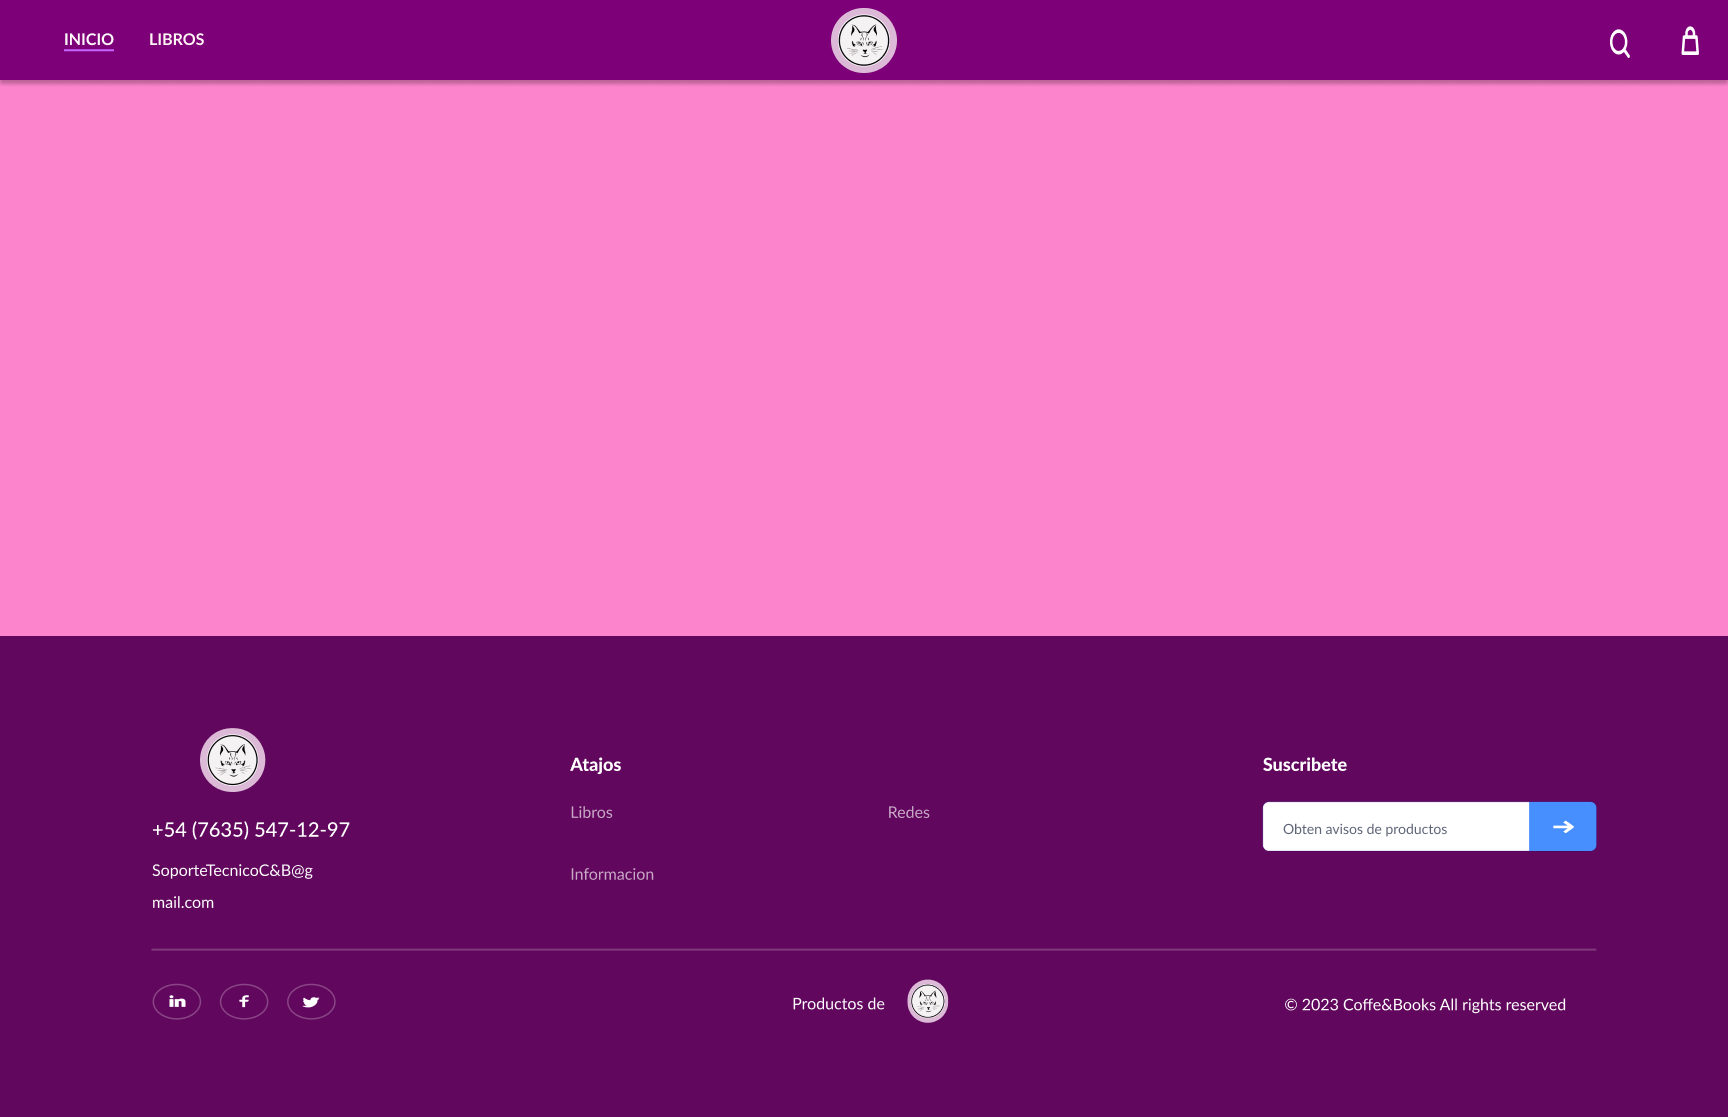 INICIO
LIBROS
+54 (7635) 547-12-97
SoporteTecnicoC&B@g
mail.com
Atajos
Libros
Redes
Informacion
Suscribete
Obten avisos de productos
in
f
Productos de
© 2023 Coffe&Books All rights reserved